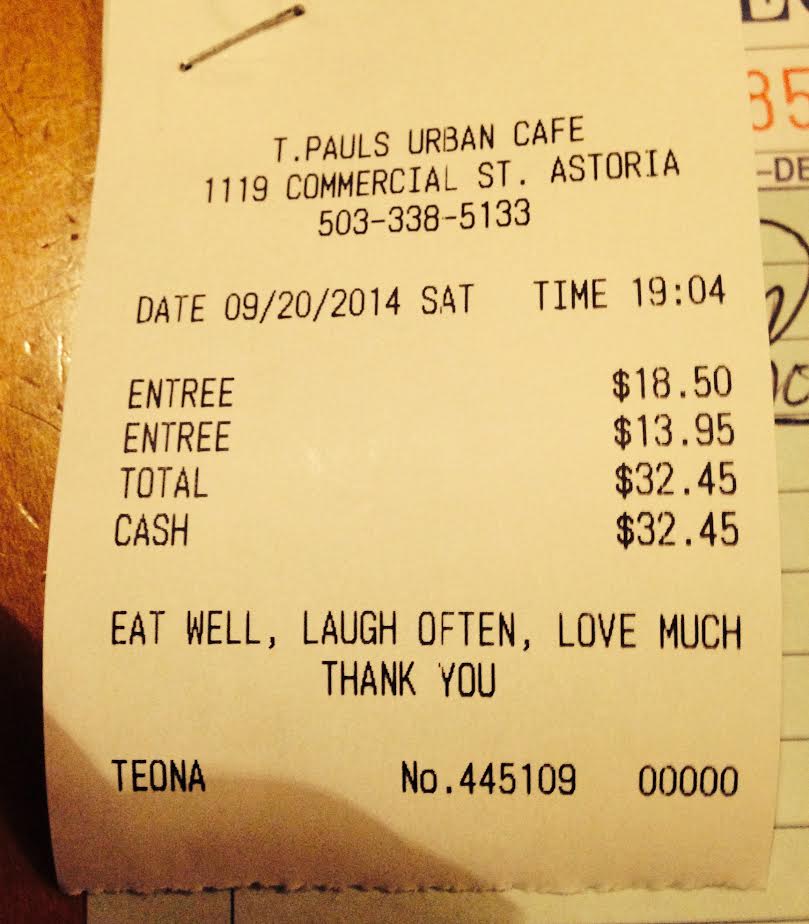 T.PAULS URBAN CAFE
1119 COMMERCIAL ST. ASTORIA
503-338-5133
DATE 09/20/2014 SAT TIME 19:04
ENTREE $18.50
ENTREE $13.95
TOTAL $32.45
CASH $32.45
EAT WELL, LAUGH OFTEN, LOVE MUCH
THANK YOU
TEONA No.445109 00000